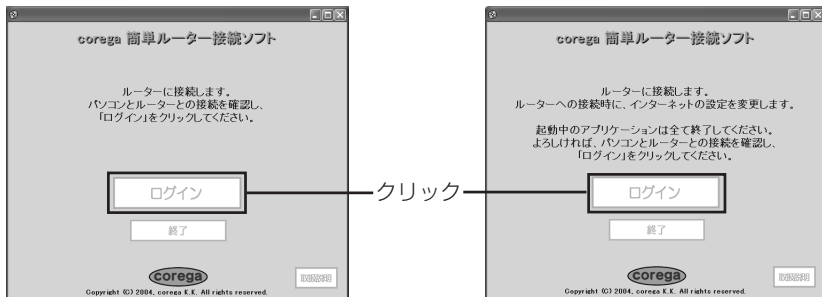 corega 簡単ルーター接続ソフト
ルーターに接続します。
パソコンとルーターとの接続を確認し、
「ログイン」をクリックしてください。
ログイン
終了
corega
取扱説明
Copyright (C) 2004, corega K.K. All rights reserved.
クリック
corega 簡単ルーター接続ソフト
ルーターに接続します。
ルーターへの接続時に、インターネットの設定を変更します。
起動中のアプリケーションは全て終了してください。
よろしければ、パソコンとルーターとの接続を確認し、
「ログイン」をクリックしてください。
ログイン
終了
corega
取扱説明
Copyright (C) 2004, corega K.K. All rights reserved.